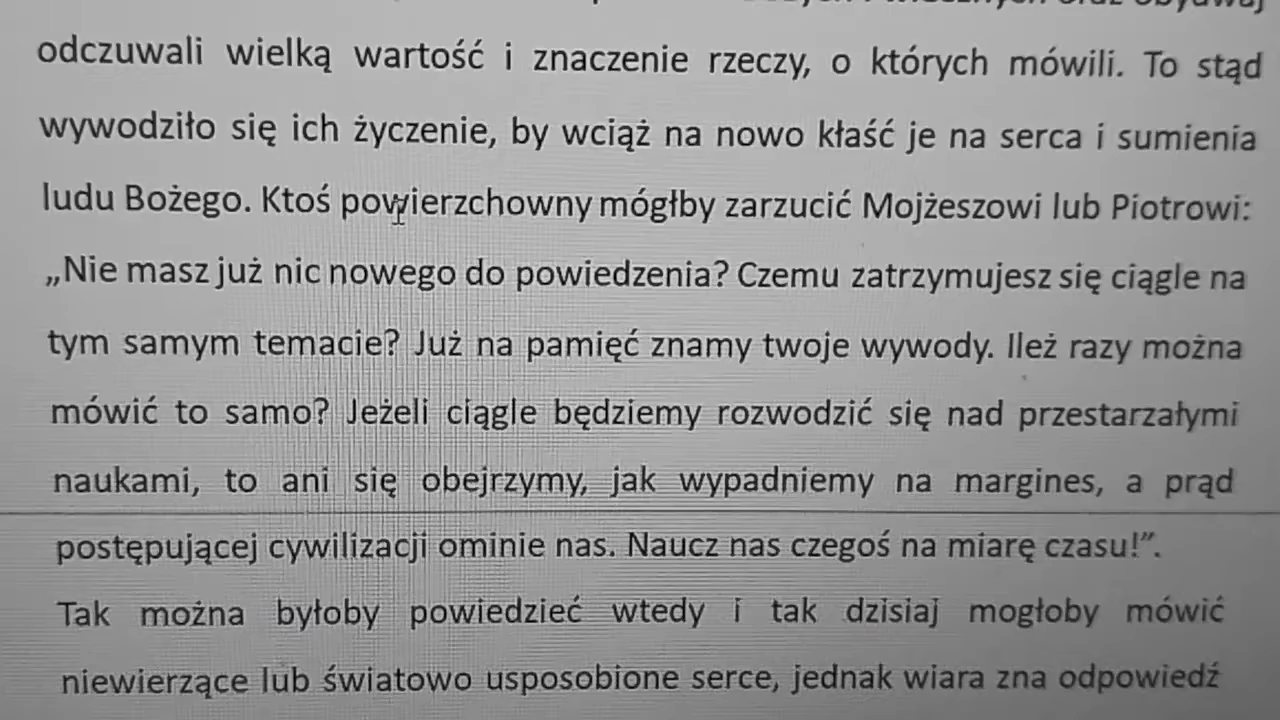 odczuwali wielką wartość i znaczenie rzeczy, o których mówili. To stąd
wywodziło się ich życzenie, by wciąż na nowo kłaść je na serca i sumienia
ludu Bożego. Ktoś powierzchowny mógłby zarzucić Mojżeszowi lub Piotrowi:
„Nie masz już nic nowego do powiedzenia? Czemu zatrzymujesz się ciągle na
tym samym temacie? Już na pamięć znamy twoje wywody. Ileż razy można
mówić to samo? Jeżeli ciągle będziemy rozwodzić się nad przestarzałymi
naukami, to ani się obejrzymy, jak wypadniemy na margines, a prąd
postępującej cywilizacji ominie nas. Naucz nas czegoś na miarę czasu!”.
Tak można byłoby powiedzieć wtedy i tak dzisiaj mogłoby mówić
niewierzące lub światowo usposobione serce, jednak wiara zna odpowiedź